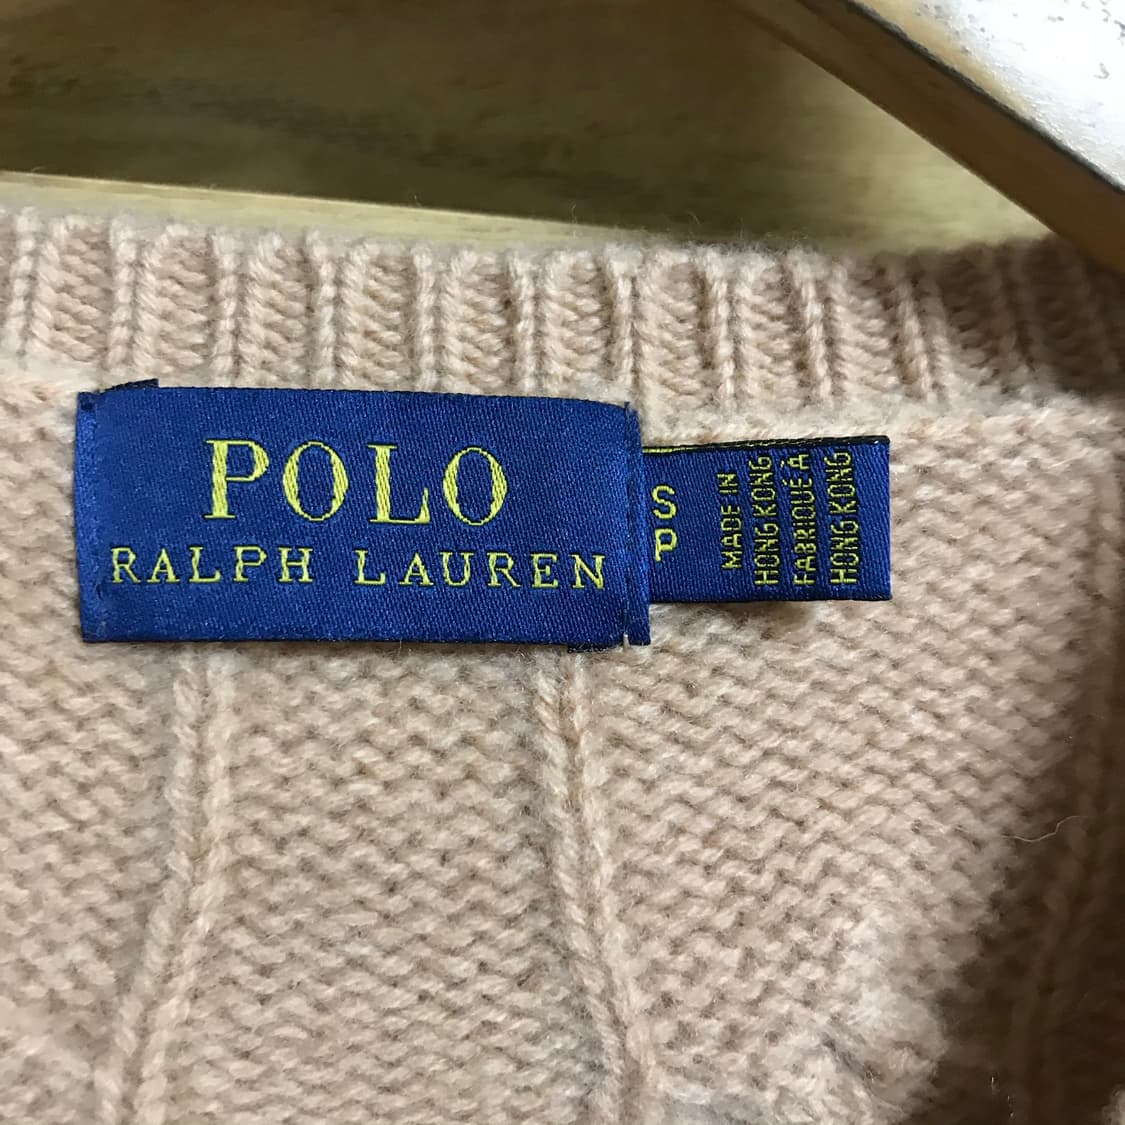 POLO
RALPH LAUREN
S
P
MADE IN
HONG KONG
FABRIQUÉ À
HONG KONG